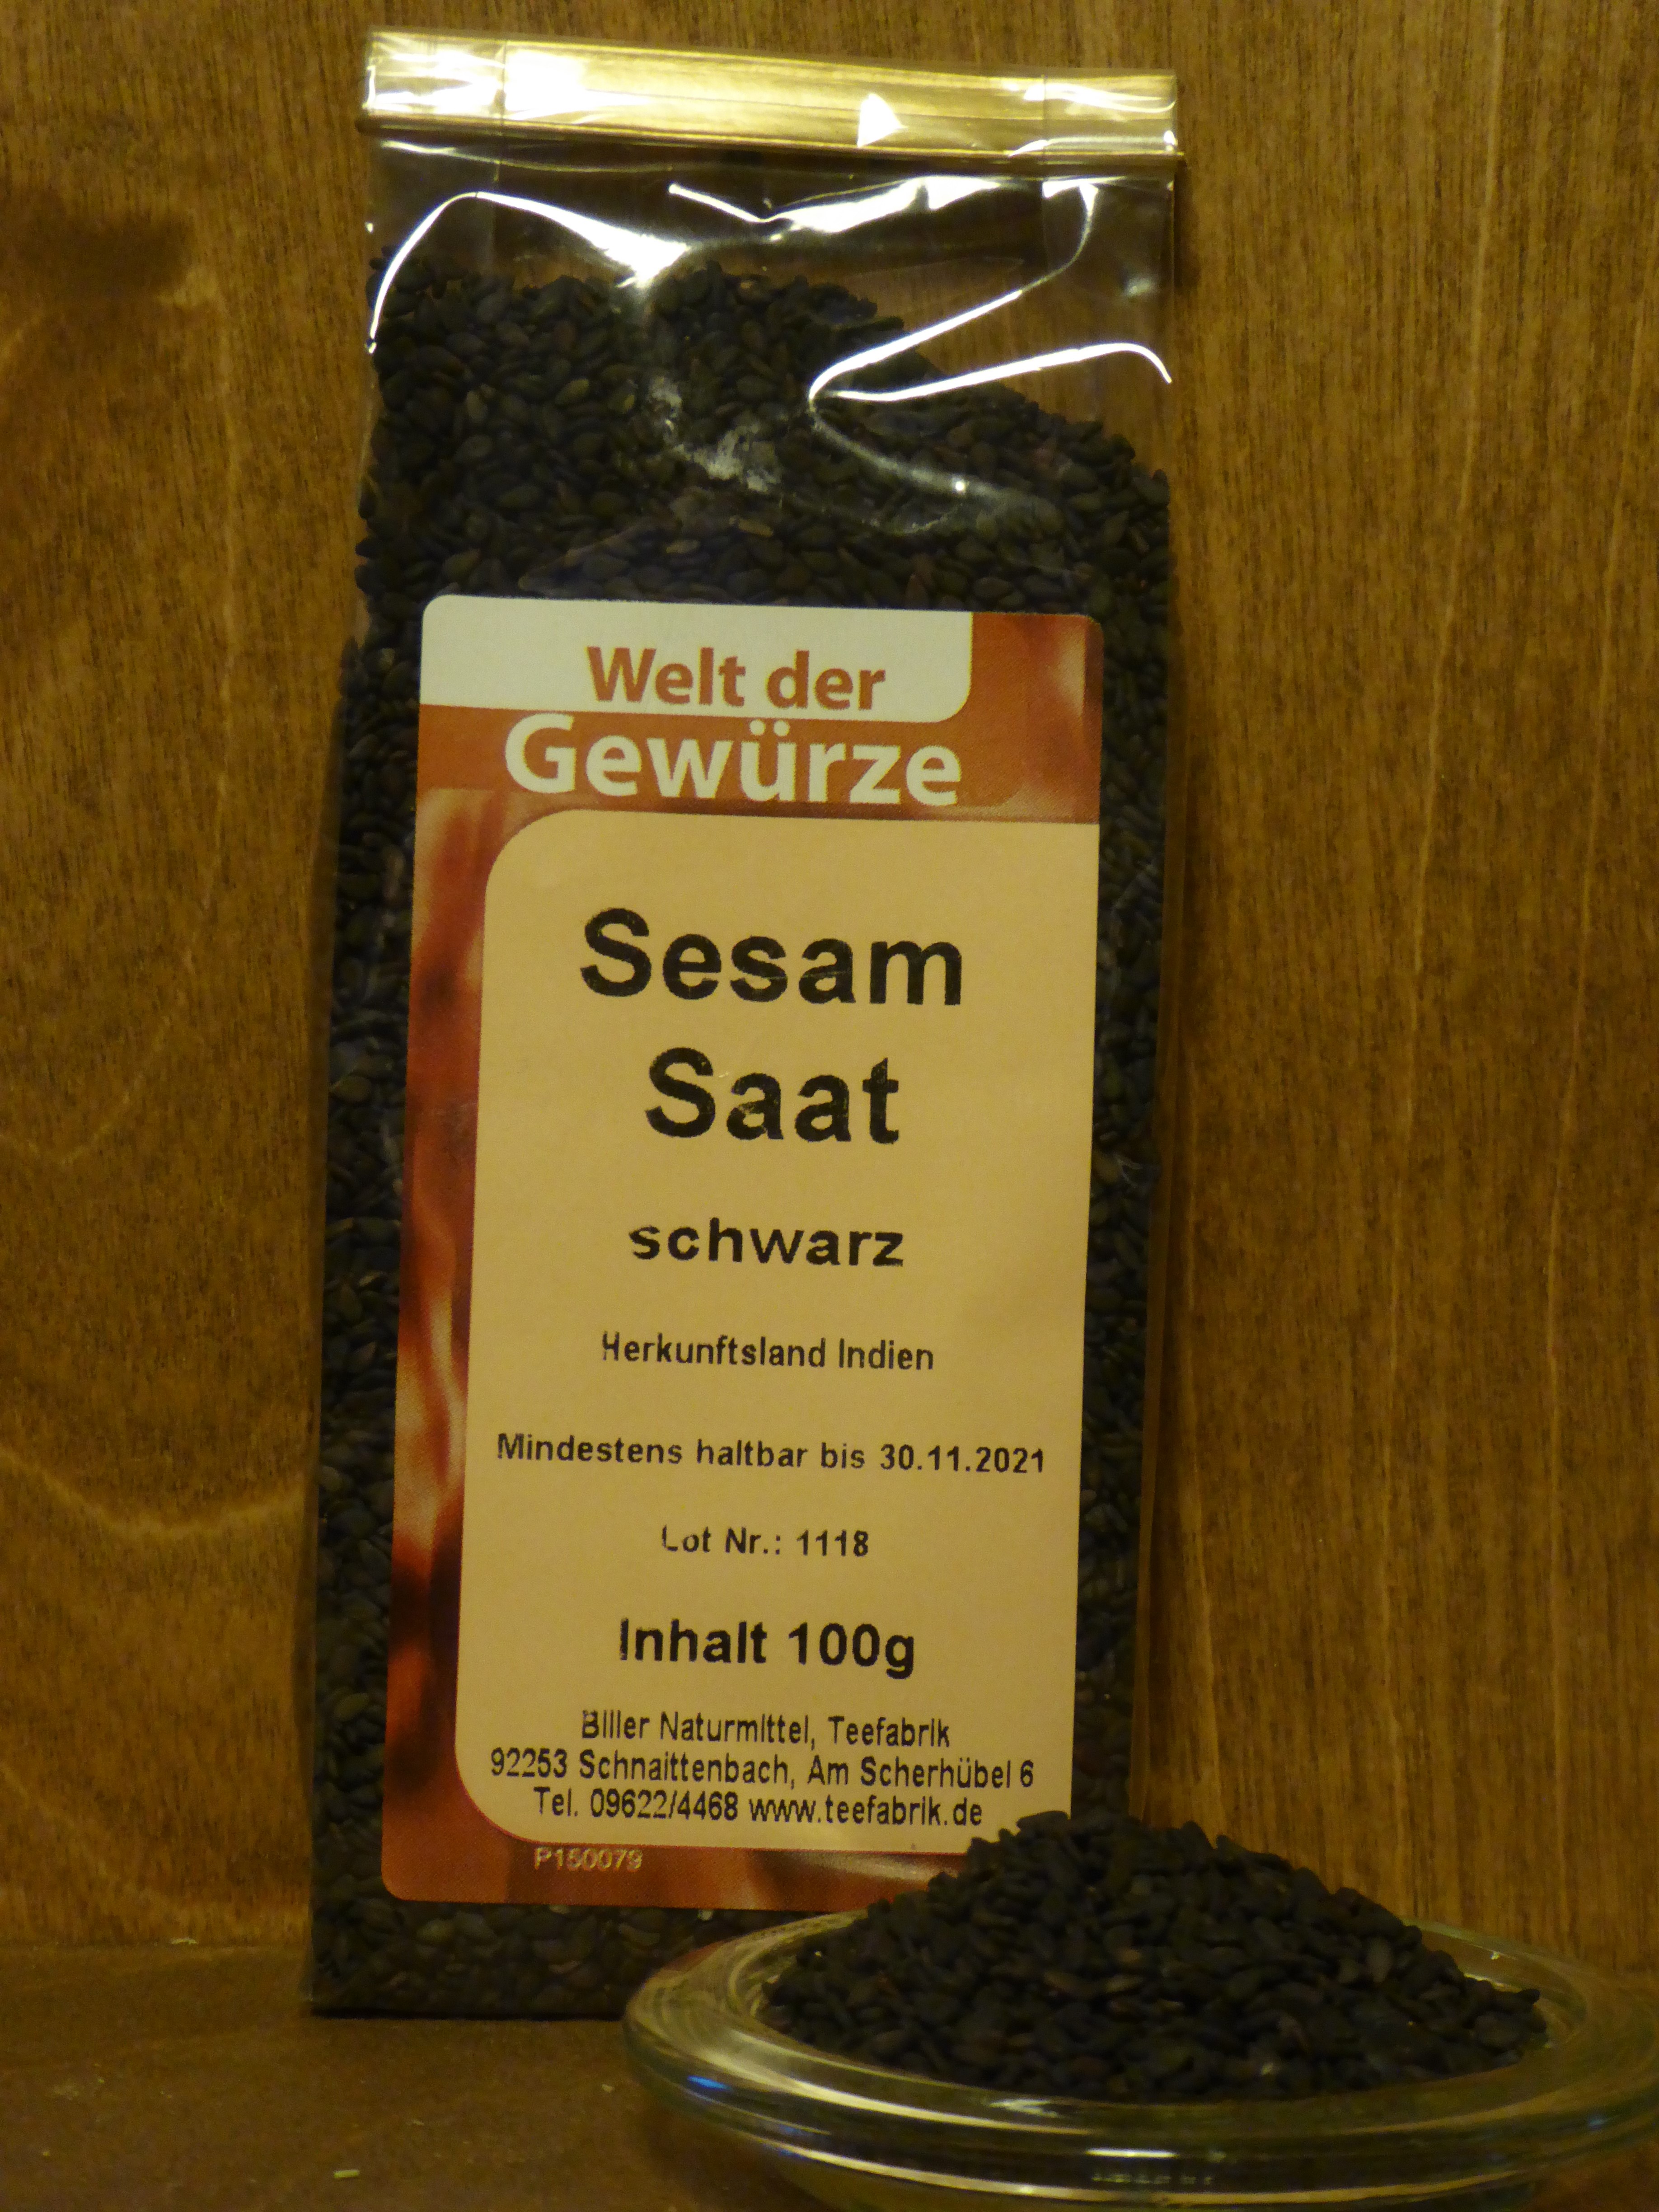 Welt der
Gewürze
Sesam
Saat
schwarz
Herkunftsland Indien
Mindestens haltbar bis 30.11.2021
Lot Nr.: 1118
Inhalt 100g
Biller Naturmittel, Teefabrik
92253 Schnaittenbach, Am Scherhübel 6
Tel. 09622/4468 www.teefabrik.de
P150079